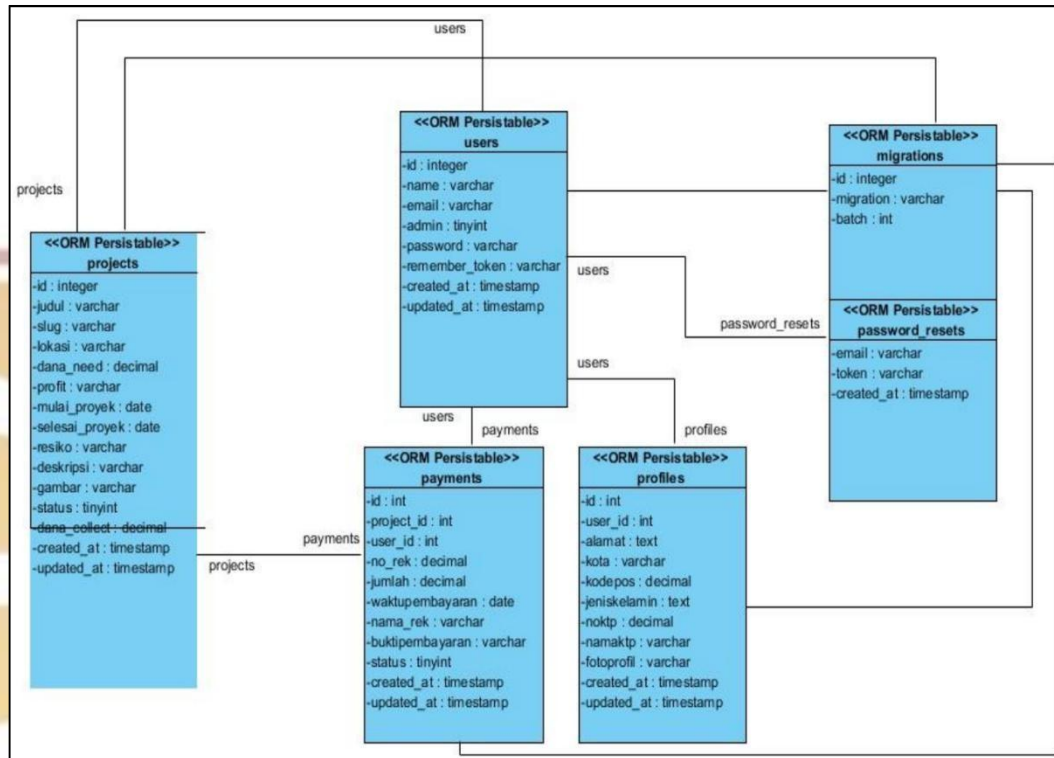 users
projects
<<ORM Persistable>>
users
-id : integer
-name : varchar
-email : varchar
-admin : tinyint
-password : varchar
-remember_token : varchar
-created_at : timestamp
-updated_at : timestamp
<<ORM Persistable>>
migrations
-id : integer
-migration : varchar
-batch : int
<<ORM Persistable>>
projects
-id : integer
-judul : varchar
-slug : varchar
-lokasi : varchar
-dana_need : decimal
-profit : varchar
-mulai_proyek : date
-selesai_proyek : date
-resiko : varchar
-deskripsi : varchar
-gambar : varchar
-status : tinyint
-dana_collect : decimal
-created_at : timestamp
-updated_at : timestamp
users
password_resets
<<ORM Persistable>>
password_resets
-email : varchar
-token : varchar
-created_at : timestamp
users
profiles
users
payments
payments
projects
<<ORM Persistable>>
payments
-id : int
-project_id : int
-user_id : int
-no_rek : decimal
-jumlah : decimal
-waktupembayaran : date
-nama_rek : varchar
-buktipembayaran : varchar
-status : tinyint
-created_at : timestamp
-updated_at : timestamp
<<ORM Persistable>>
profiles
-id : int
-user_id : int
-alamat : text
-kota : varchar
-kodepos : decimal
-jeniskelamin : text
-noktp : decimal
-namaktp : varchar
-fotoprofil : varchar
-created_at : timestamp
-updated_at : timestamp